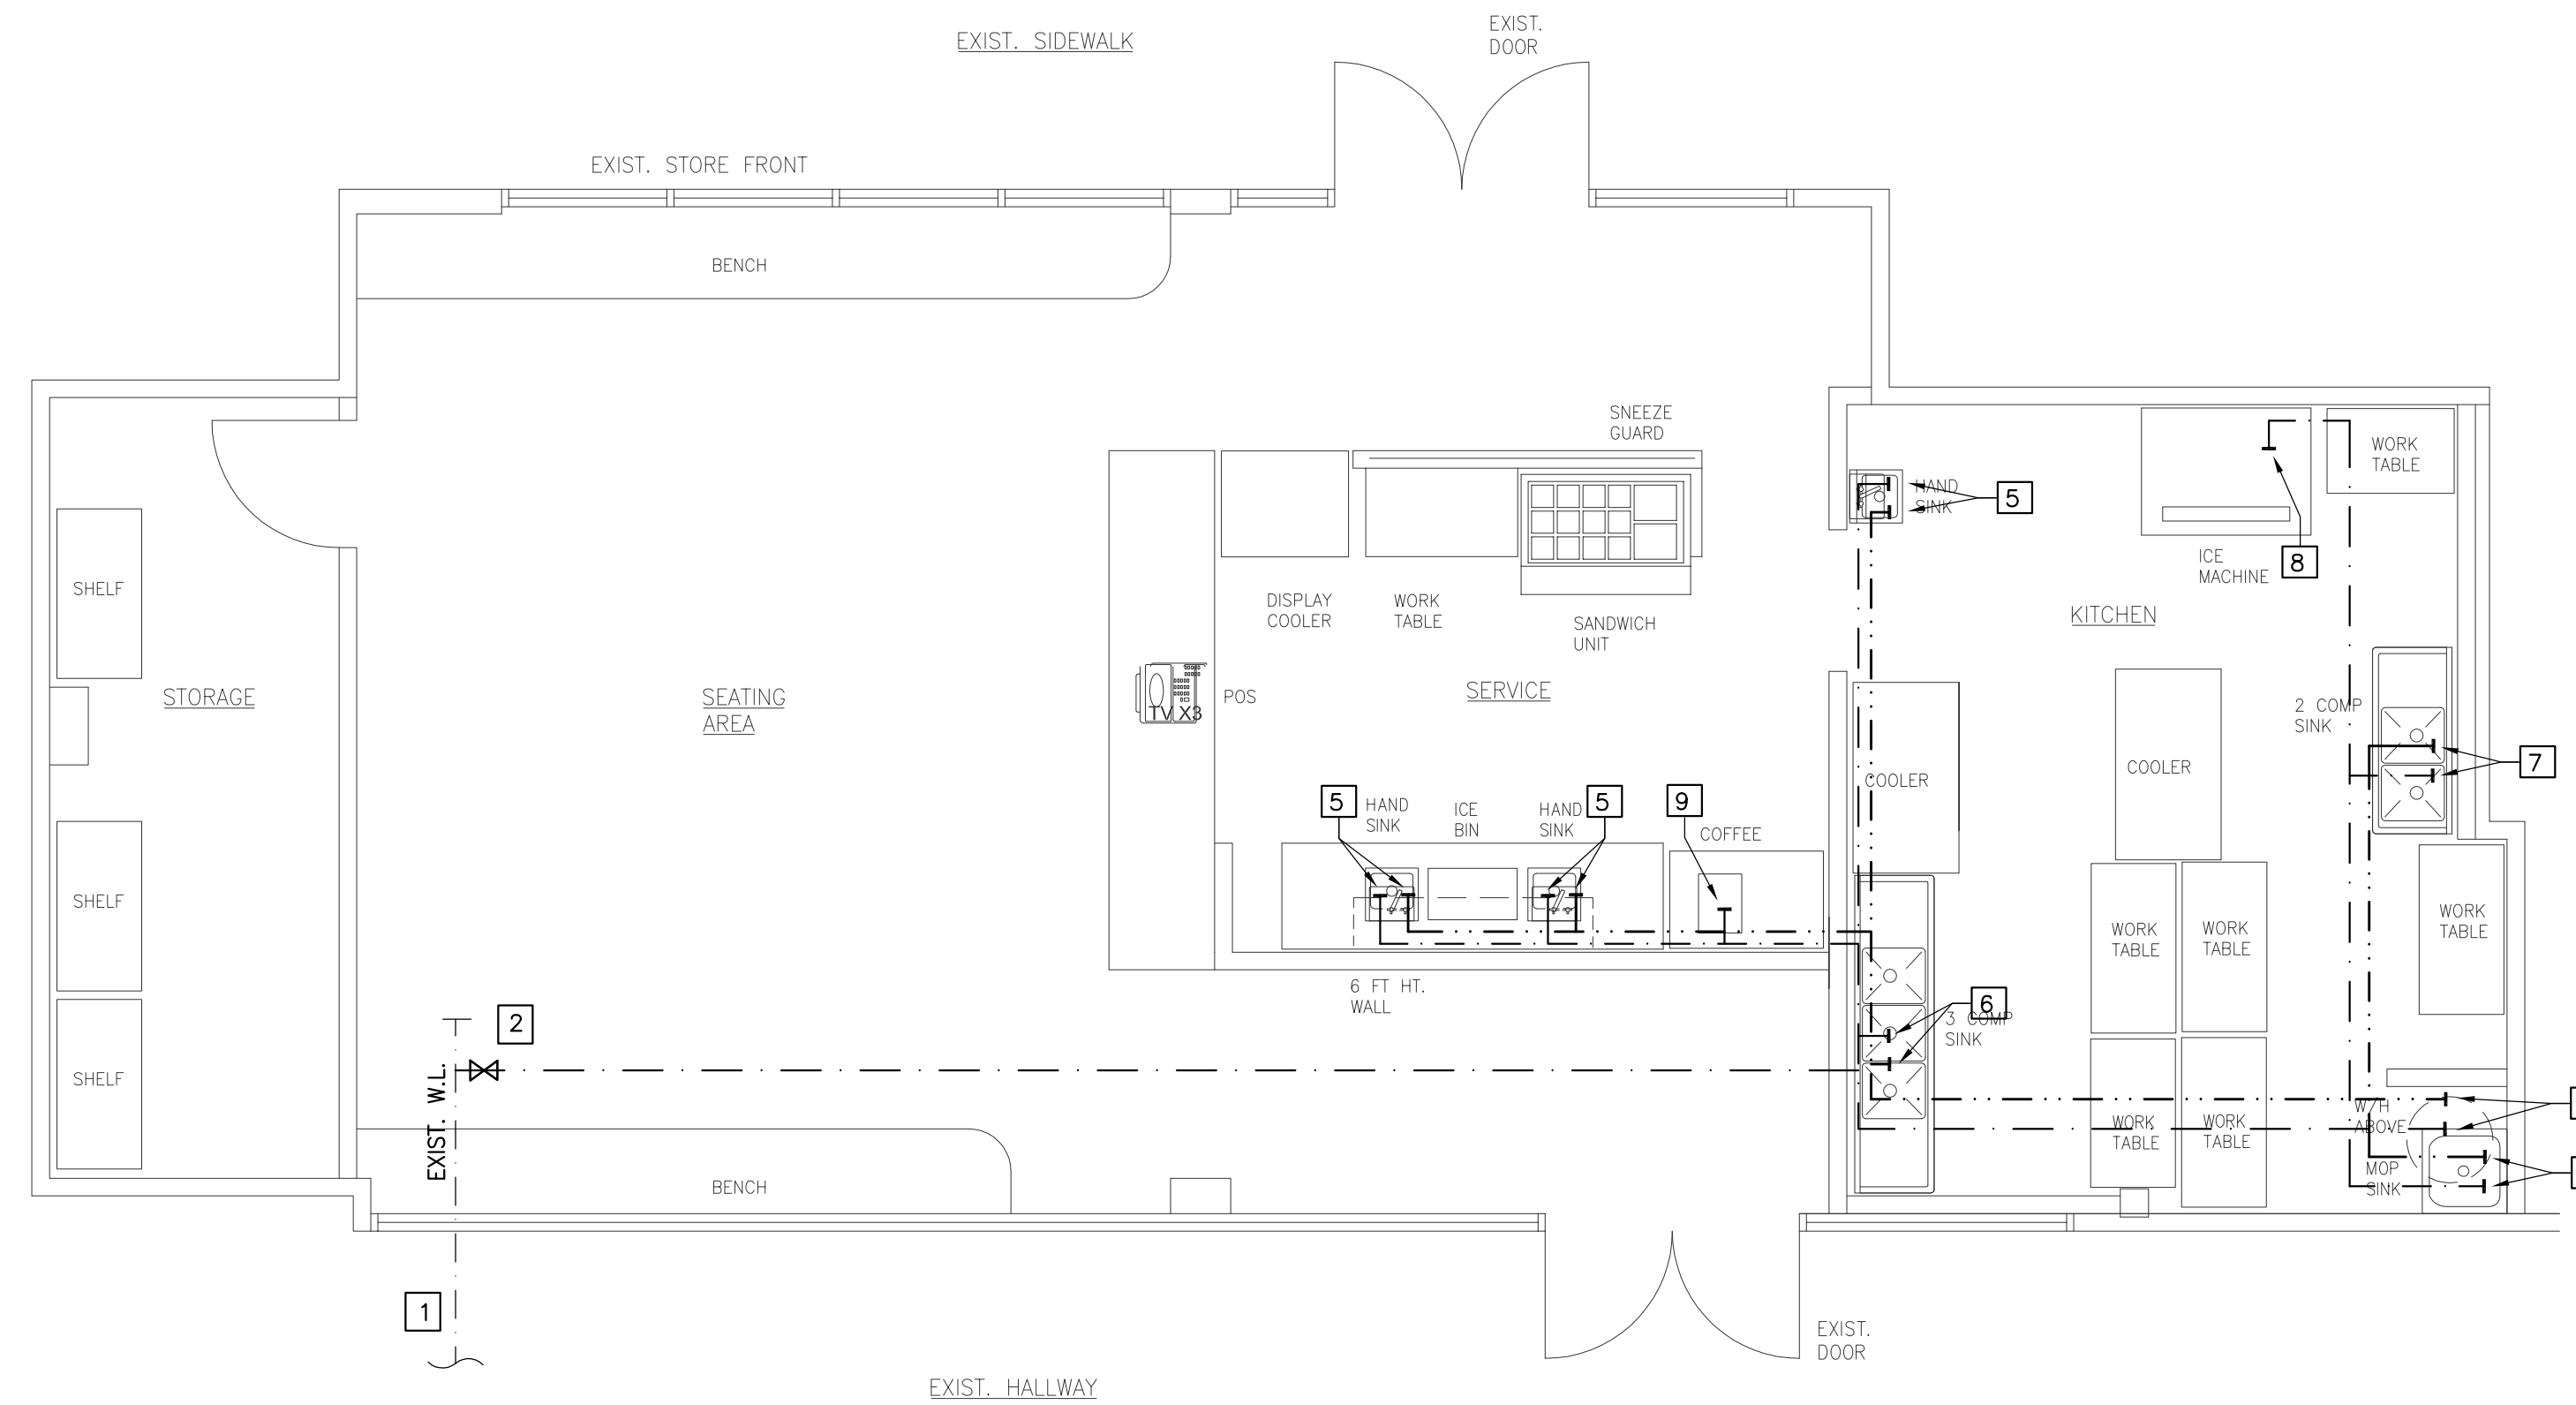 EXIST. SIDEWALK
EXIST.
DOOR
EXIST. STORE FRONT
BENCH
SNEEZE
GUARD
WORK
TABLE
HAND
SINK
5
ICE
MACHINE
8
SHELF
DISPLAY
COOLER
WORK
TABLE
SANDWICH
UNIT
KITCHEN
STORAGE
SEATING
AREA
TV X3
POS
SERVICE
2 COMP
SINK
7
COOLER
COOLER
5
HAND
SINK
ICE
BIN
HAND
SINK
5
9
COFFEE
SHELF
WORK
TABLE
WORK
TABLE
WORK
TABLE
6 FT HT.
WALL
2
6
3 COMP
SINK
SHELF
EXIST. W.L.
WORK
TABLE
WORK
TABLE
W/H
ABOVE
MOP
SINK
BENCH
1
EXIST.
DOOR
EXIST. HALLWAY